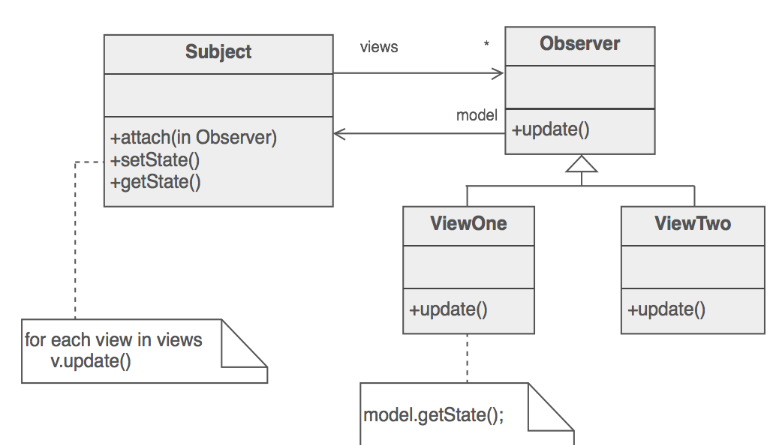 Subject
views
*
Observer
model
+attach(in Observer)
+setState()
+getState()
+update()
ViewOne
ViewTwo
+update()
+update()
for each view in views
v.update()
model.getState();